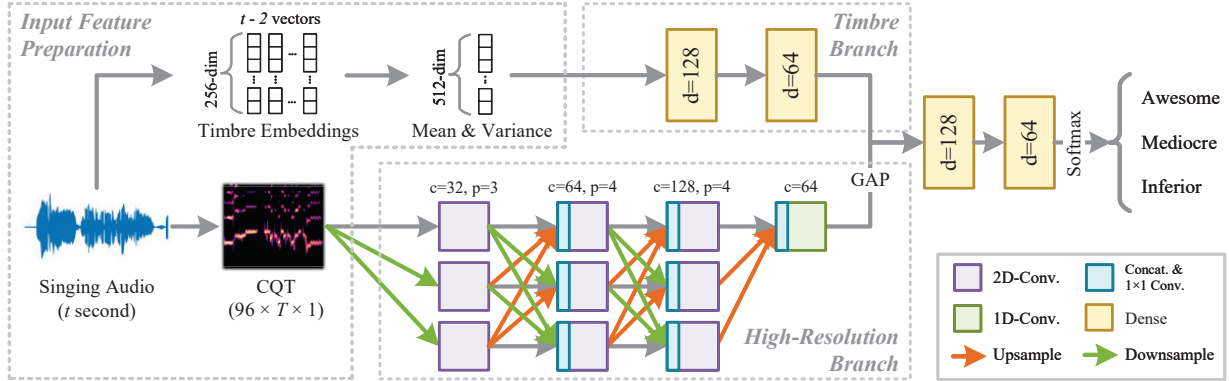 Input Feature
Preparation
t - 2 vectors
256-dim
Timbre Embeddings
512-dim
Mean & Variance
Timbre
Branch
d=128
d=64
d=128
d=64
Softmax
Awesome
Mediocre
Inferior
GAP
Singing Audio
(t second)
CQT
(96 × T × 1)
c=32, p=3
c=64, p=4
c=128, p=4
c=64
High-Resolution
Branch
2D-Conv.
Concat. &
1×1 Conv.
1D-Conv.
Dense
Upsample
Downsample